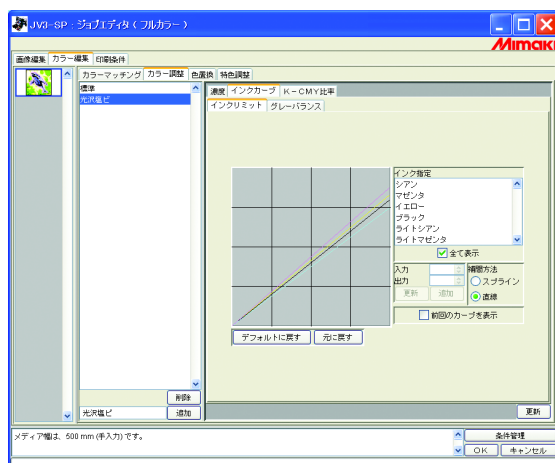 JV3-SP：ジョブエディタ（フルカラー）
Mimaki
画像編集 カラー編集 印刷条件
カラーマッチング カラー調整 色置換 特色調整
標準
光沢塩ビ
濃度 インクカーブ K－CMY比率
インクリミット グレーバランス
インク指定
シアン
マゼンタ
イエロー
ブラック
ライトシアン
ライトマゼンタ
全て表示
入力
出力
更新 追加
補間方法
スプライン
直線
前回のカーブを表示
デフォルトに戻す 元に戻す
削除
光沢塩ビ 追加
更新
メディア幅は、500 mm (手入力) です。
条件管理
OK キャンセル